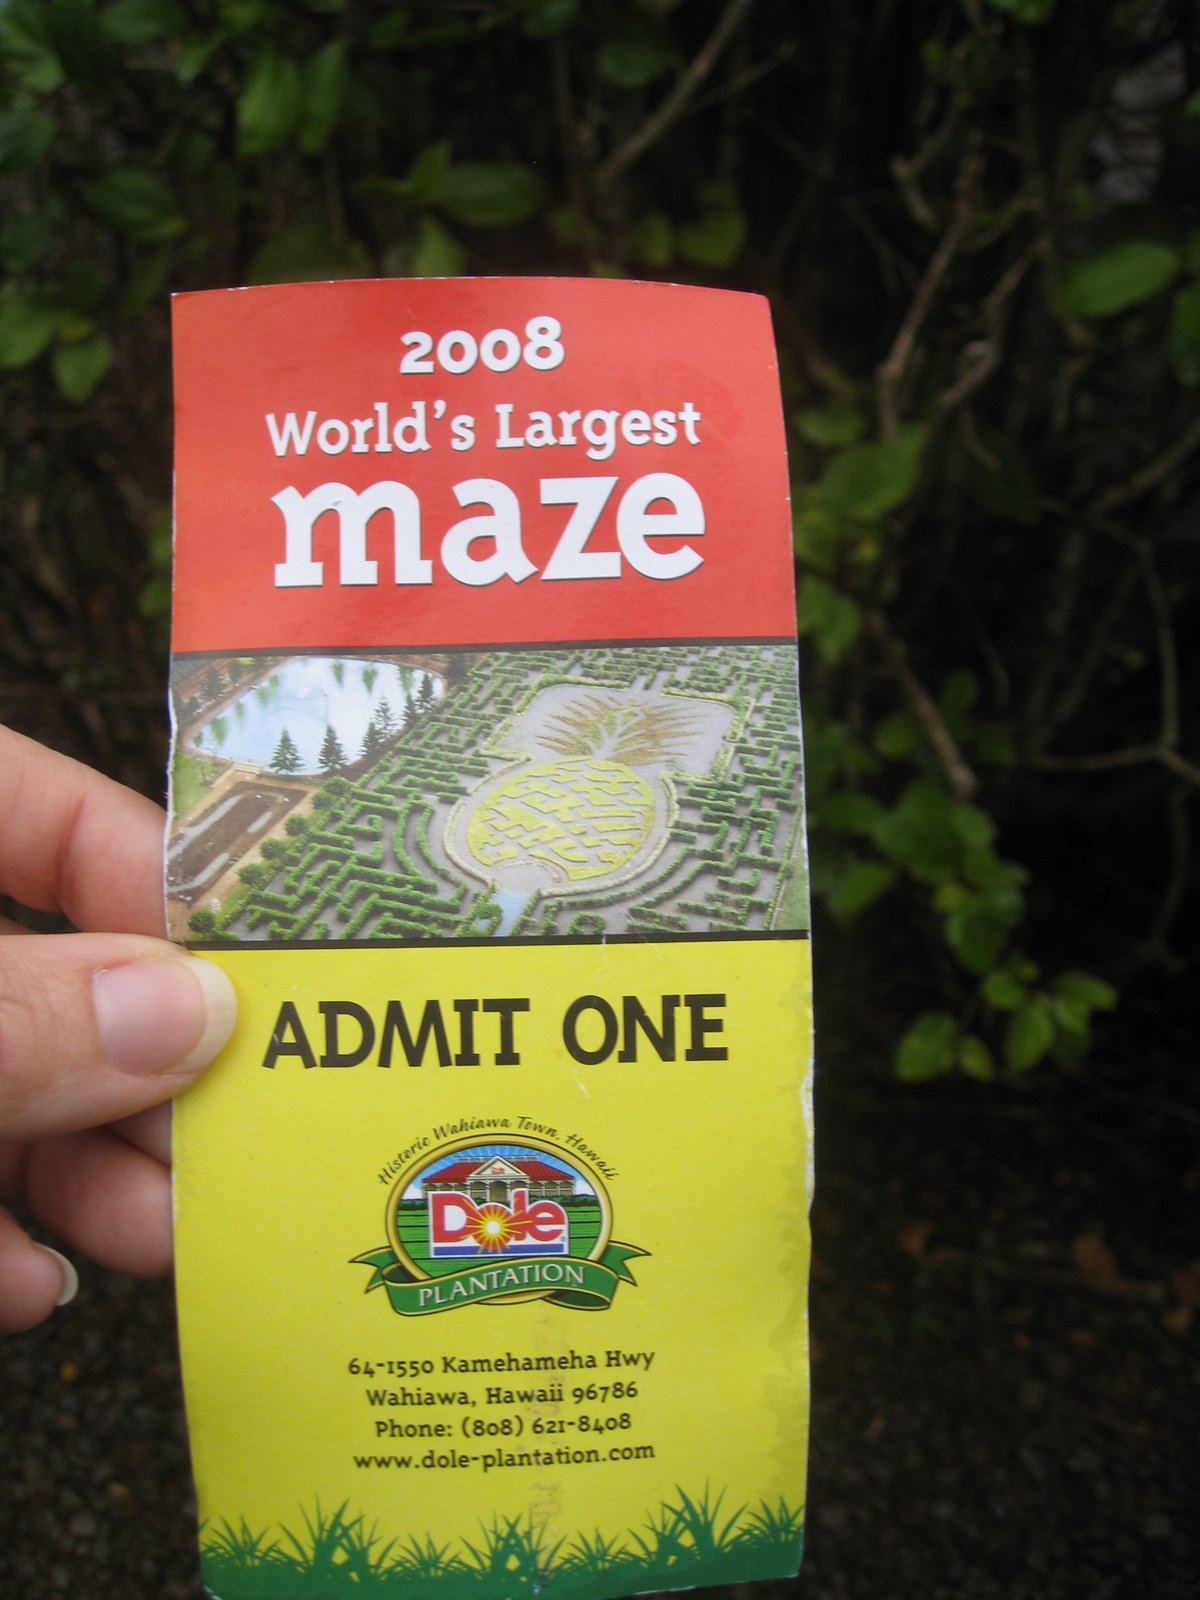 2008
World's Largest
maze
ADMIT ONE
Historic Wahiawa Town, Hawaii
Dole
PLANTATION
64-1550 Kamehameha Hwy
Wahiawa, Hawaii 96786
Phone: (808) 621-8408
www.dole-plantation.com